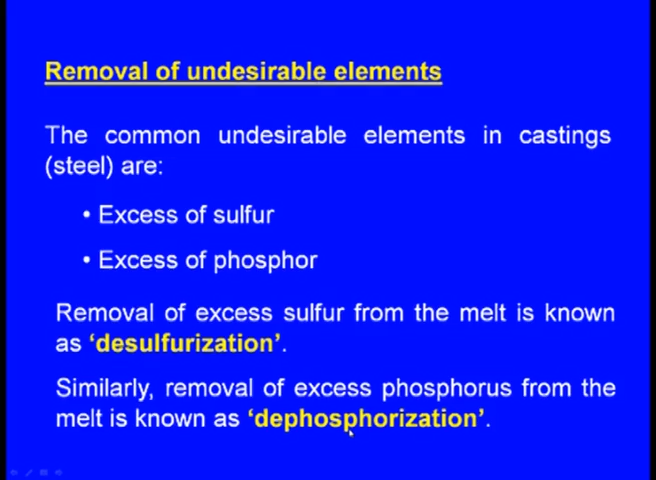 Removal of undesirable elements
The common undesirable elements in castings
(steel) are:
• Excess of sulfur
• Excess of phosphor
Removal of excess sulfur from the melt is known
as ‘desulfurization’.
Similarly, removal of excess phosphorus from the
melt is known as ‘dephosphorization’.